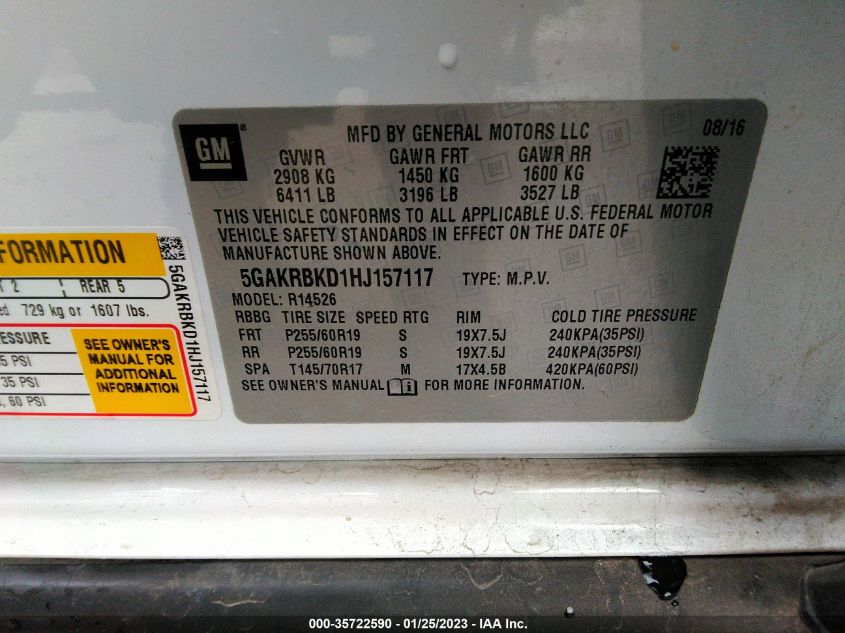 GM ®
MFD BY GENERAL MOTORS LLC 08/16
GVWR GAWR FRT GAWR RR
2908 KG 1450 KG 1600 KG
6411 LB 3196 LB 3527 LB
THIS VEHICLE CONFORMS TO ALL APPLICABLE U.S. FEDERAL MOTOR
VEHICLE SAFETY STANDARDS IN EFFECT ON THE DATE OF
MANUFACTURE SHOWN ABOVE.
5GAKRBKD1HJ157117 TYPE: M.P.V.
MODEL: R14526
RBBG TIRE SIZE SPEED RTG RIM COLD TIRE PRESSURE
FRT P255/60R19 S 19X7.5J 240KPA(35PSI)
RR P255/60R19 S 19X7.5J 240KPA(35PSI)
SPA T145/70R17 M 17X4.5B 420KPA(60PSI)
SEE OWNER'S MANUAL FOR MORE INFORMATION.
FORMATION
2 REAR 5
729 kg or 1607 lbs.
5 PSI
35 PSI
, 60 PSI
SEE OWNER'S
MANUAL FOR
ADDITIONAL
INFORMATION
5GAKRBKD1HJ157117
000-35722590 - 01/25/2023 - IAA Inc.